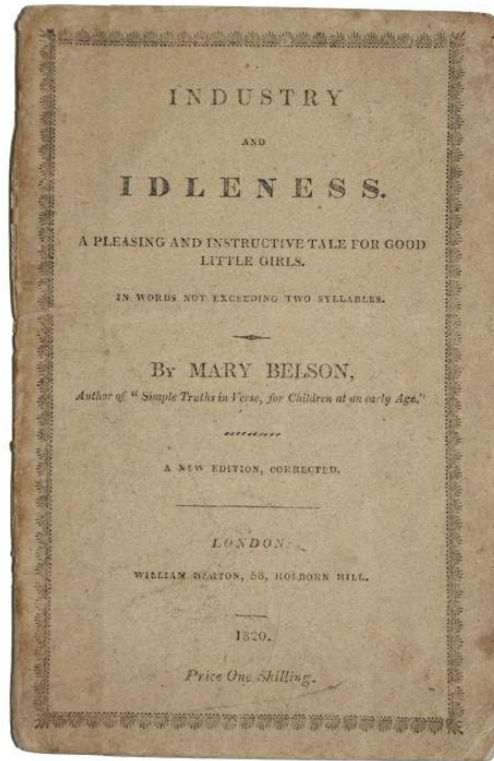 INDUSTRY
AND
IDLENESS.
A PLEASING AND INSTRUCTIVE TALE FOR GOOD
LITTLE GIRLS.
IN WORDS NOT EXCEEDING TWO SYLLABLES.
BY MARY BELSON,
Author of "Simple Truths in Verse, for Children at an early Age."
A NEW EDITION, CORRECTED.
LONDON:
WILLIAM DARTON, 58, HOLBORN HILL.
1820.
Price One Shilling.